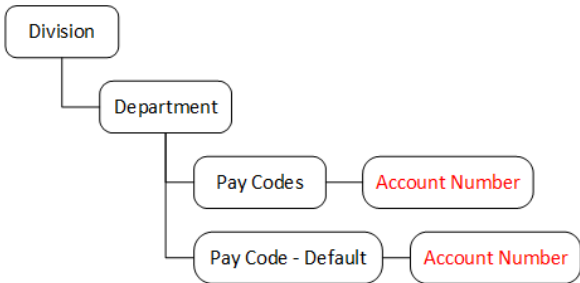 Division
Department
Pay Codes
Account Number
Pay Code - Default
Account Number